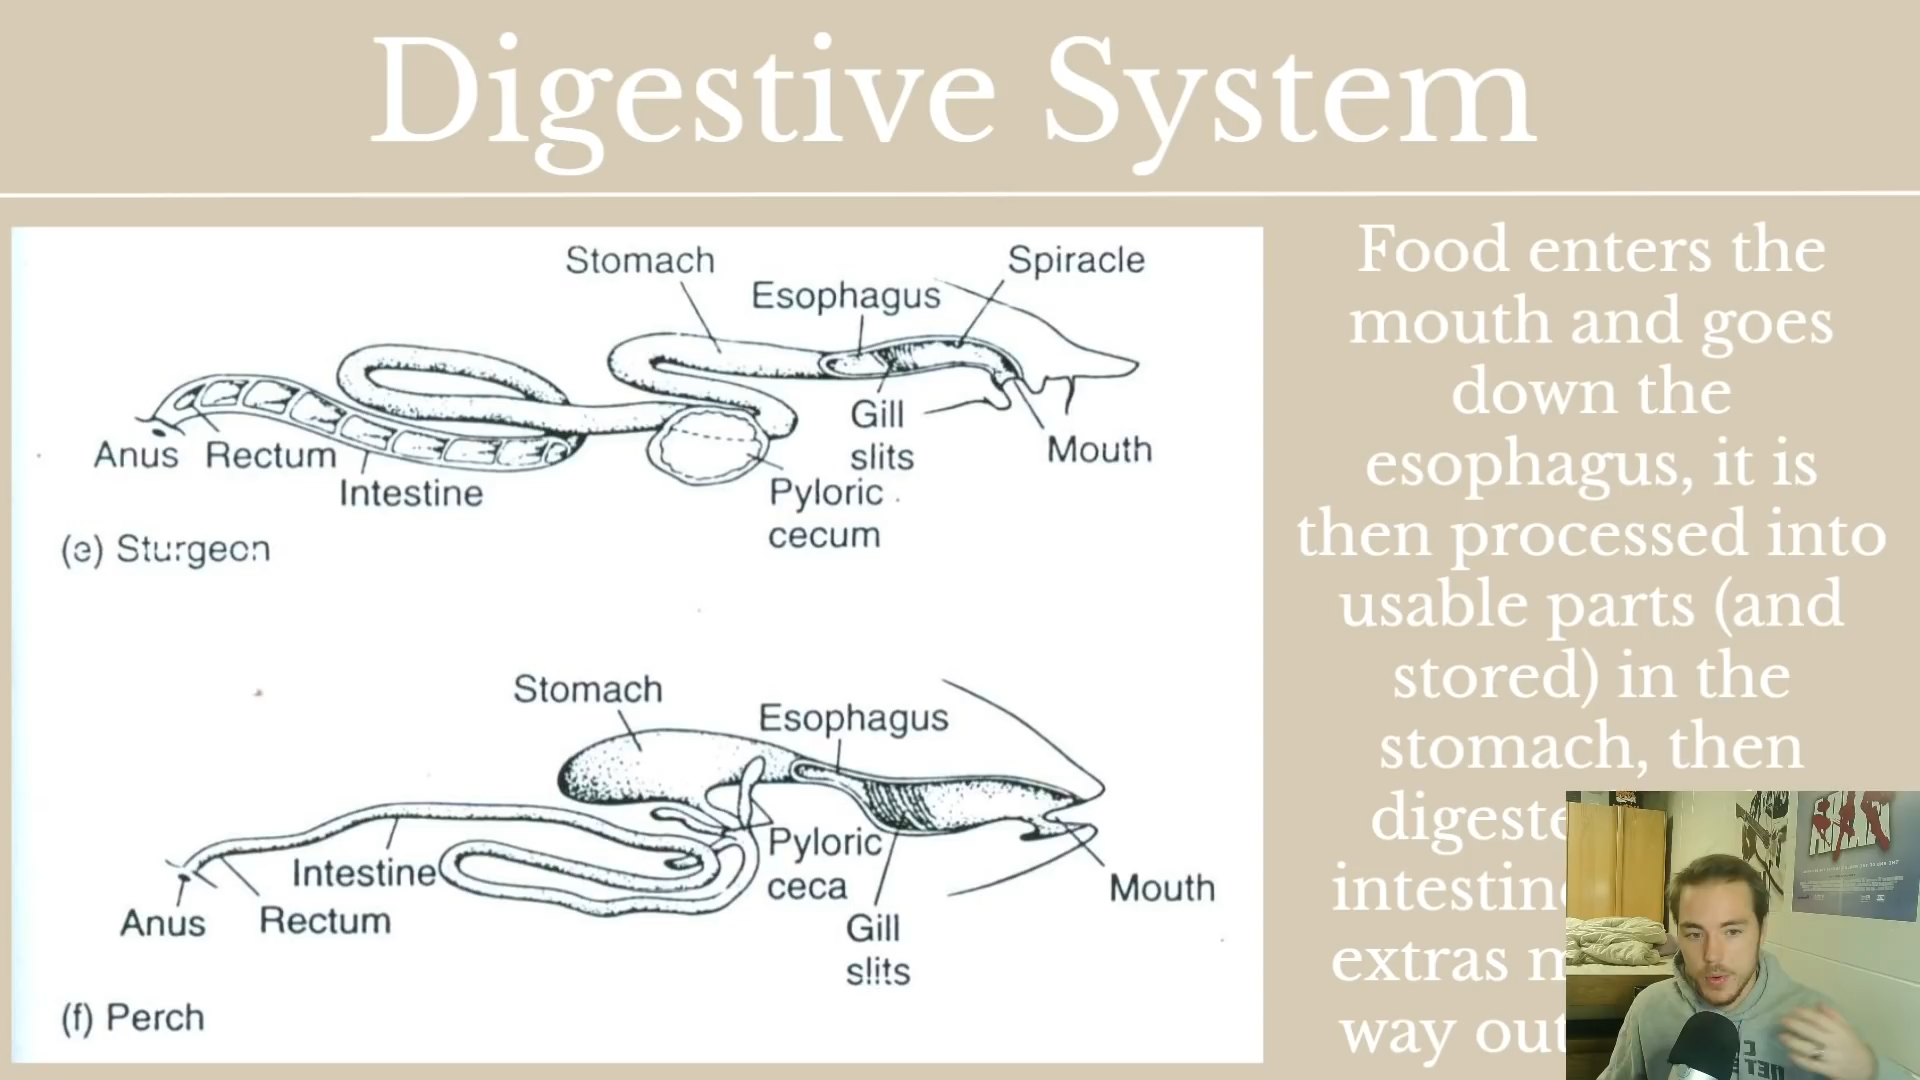 Digestive System
Stomach
Spiracle
Esophagus
Gill
slits
Mouth
Anus
Rectum
Intestine
Pyloric
cecum
(e) Sturgeon
Stomach
Esophagus
Pyloric
ceca
Intestine
Mouth
Anus
Rectum
Gill
slits
(f) Perch
Food enters the
mouth and goes
down the
esophagus, it is
then processed into
usable parts (and
stored) in the
stomach, then
extras
way